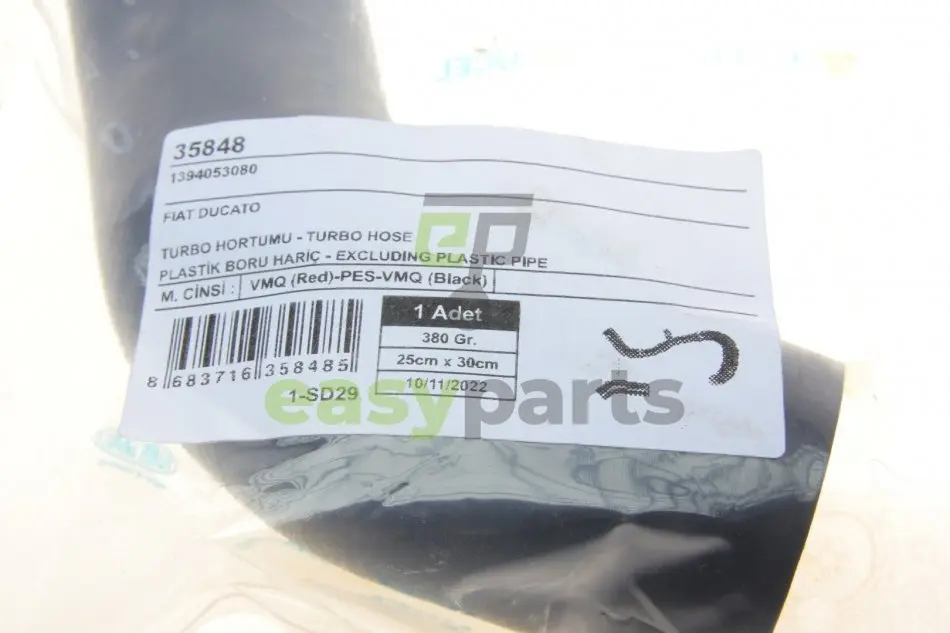 35848
1394053080
FIAT DUCATO
TURBO HORTUMU - TURBO HOSE
PLASTİK BORU HARİÇ - EXCLUDING PLASTIC PIPE
M. CİNSİ : VMQ (Red)-PES-VMQ (Black)
1 Adet
380 Gr.
25cm x 30cm
10/11/2022
8 683716 358485
1-SD29
ep
easyparts